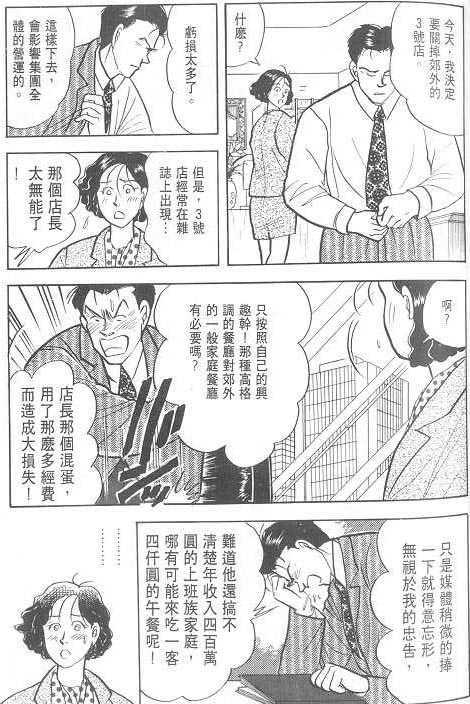 今天，我決定
要關掉郊外的
3號店。
什麽？
虧損太多了。
這樣下去，
會影響集團全
體的營運的。
但是，3號
店經常在雜
誌上出現…
那個店長
太無能了
！
啊？
只按照自己的興
趣幹！那種高格
調的餐廳對郊外
的一般家庭餐廳
有必要嗎？
店長那個混蛋，
用了那麽多經費
而造成大損失！
只是媒體稍微的捧
一下就得意忘形，
無視於我的忠告，
難道他還搞不
清楚年收入四百萬
圓的上班族家庭，
哪有可能來吃一客
四仟圓的午餐呢！
……
……